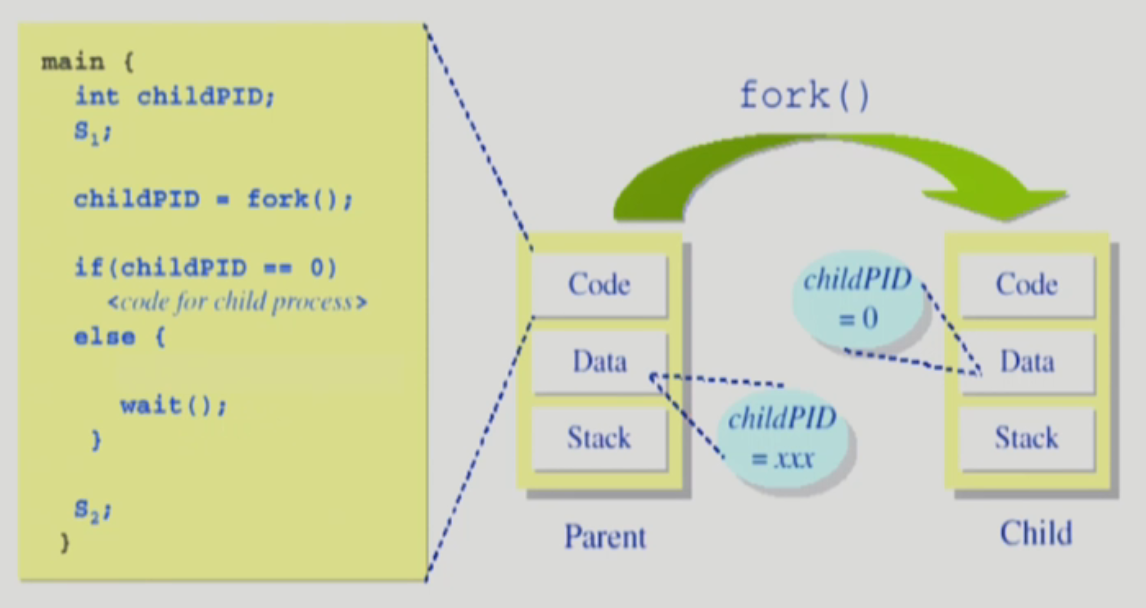 main {
int childPID;
S₁;
childPID = fork();
if(childPID == 0)
<code for child process>
else {
wait();
}
S₂;
}
fork()
Code
Data
Stack
Parent
childPID
= xxx
childPID
= 0
Code
Data
Stack
Child